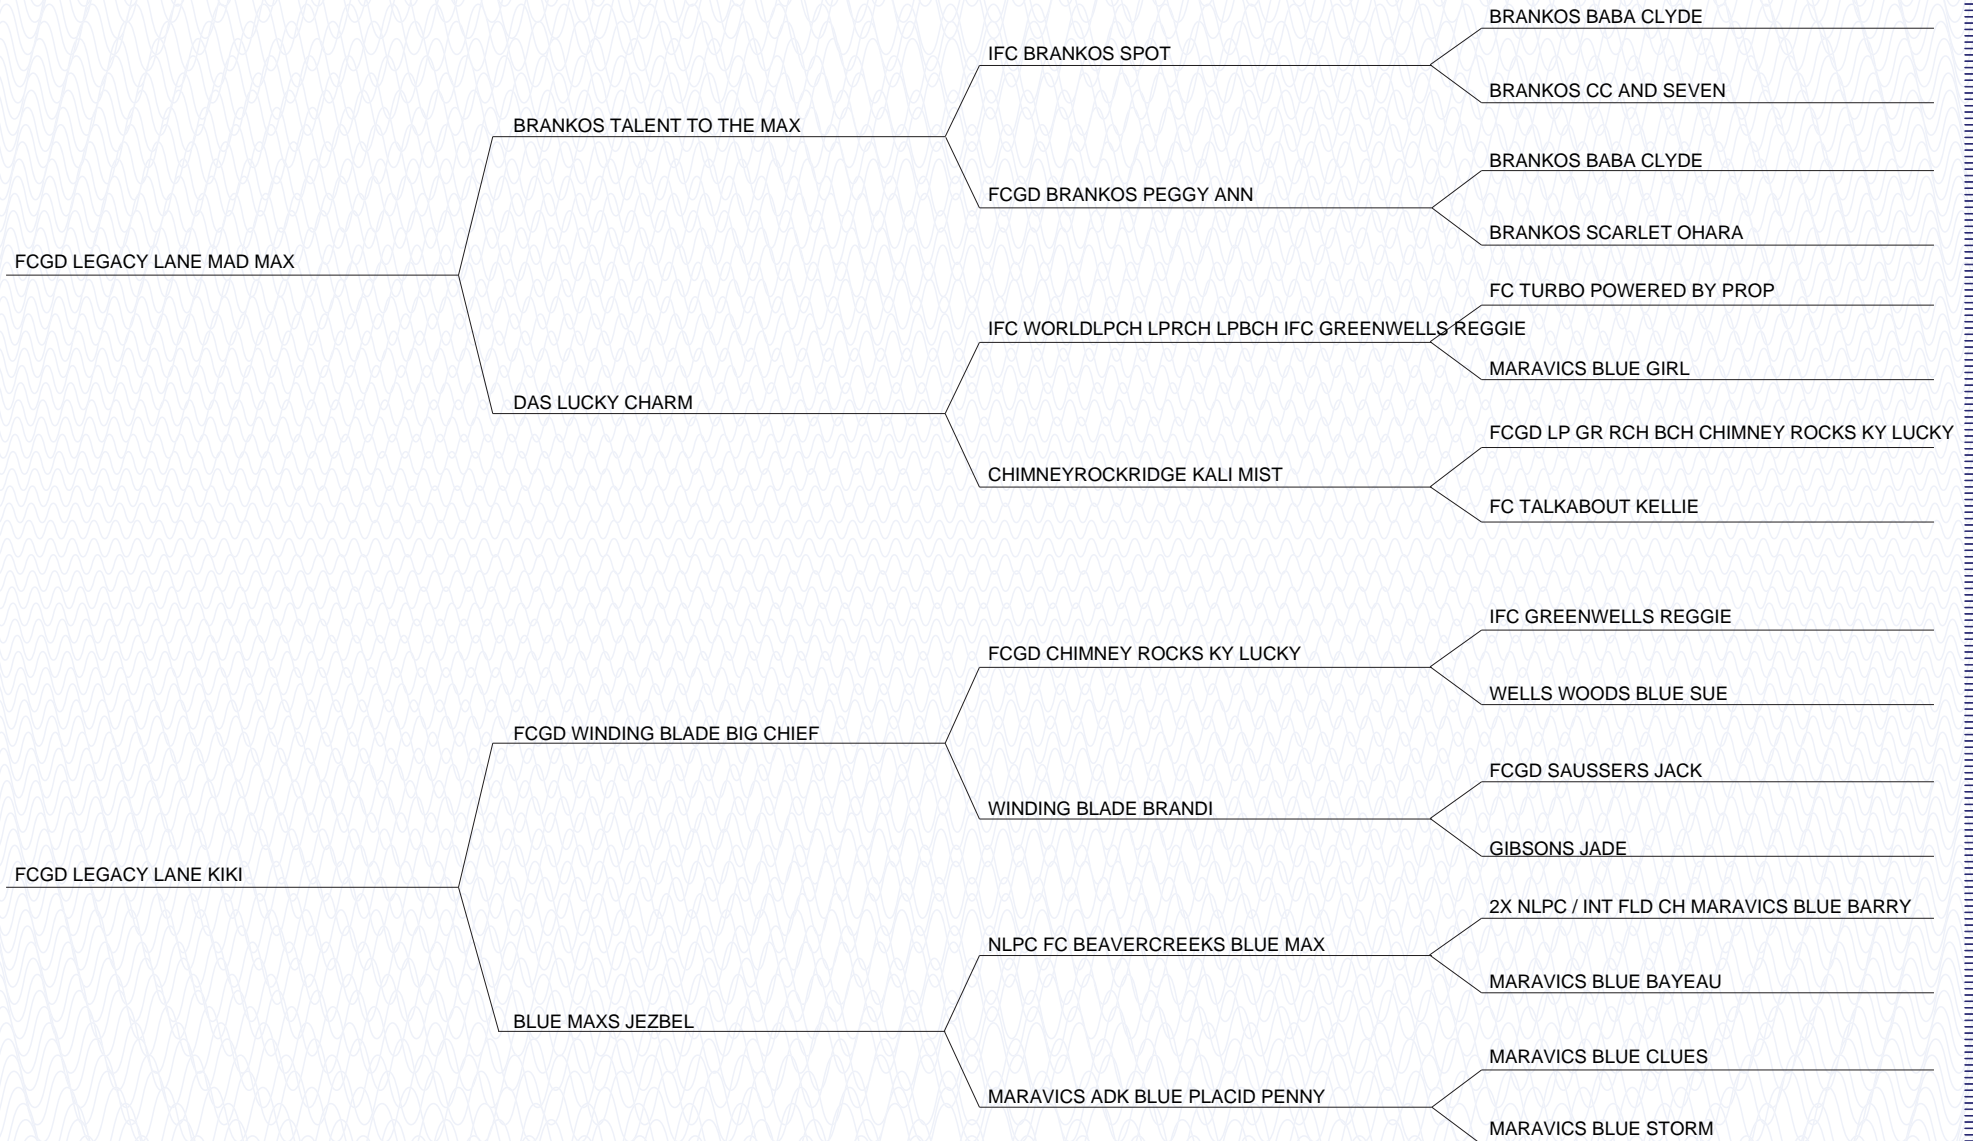 BRANKOS BABA CLYDE
IFC BRANKOS SPOT
BRANKOS CC AND SEVEN
BRANKOS TALENT TO THE MAX
BRANKOS BABA CLYDE
FCGD BRANKOS PEGGY ANN
BRANKOS SCARLET OHARA
FCGD LEGACY LANE MAD MAX
FC TURBO POWERED BY PROP
IFC WORLDLPCH LPRCH LPBCH IFC GREENWELLS REGGIE
MARAVICS BLUE GIRL
DAS LUCKY CHARM
FCGD LP GR RCH BCH CHIMNEY ROCKS KY LUCKY
CHIMNEYROCKRIDGE KALI MIST
FC TALKABOUT KELLIE
IFC GREENWELLS REGGIE
FCGD CHIMNEY ROCKS KY LUCKY
WELLS WOODS BLUE SUE
FCGD WINDING BLADE BIG CHIEF
FCGD SAUSSERS JACK
WINDING BLADE BRANDI
GIBSONS JADE
FCGD LEGACY LANE KIKI
2X NLPC / INT FLD CH MARAVICS BLUE BARRY
NLPC FC BEAVERCREEKS BLUE MAX
MARAVICS BLUE BAYEAU
BLUE MAXS JEZBEL
MARAVICS BLUE CLUES
MARAVICS ADK BLUE PLACID PENNY
MARAVICS BLUE STORM